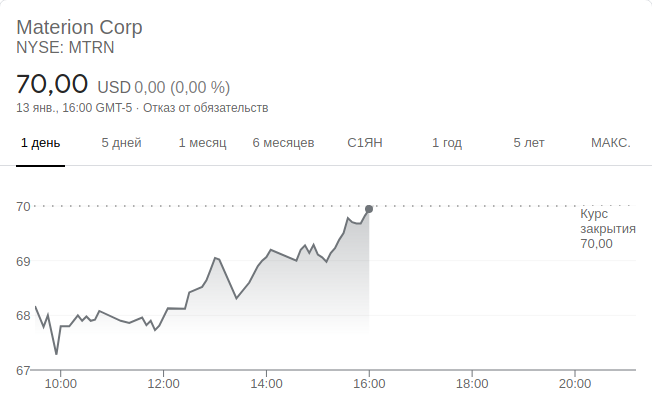 Materion Corp
NYSE: MTRN
70,00 USD 0,00 (0,00 %)
13 янв., 16:00 GMT-5 · Отказ от обязательств
1 день 5 дней 1 месяц 6 месяцев С1ЯН 1 год 5 лет МАКС.
70
Курс
закрытия
70,00
69
68
67
10:00 12:00 14:00 16:00 18:00 20:00